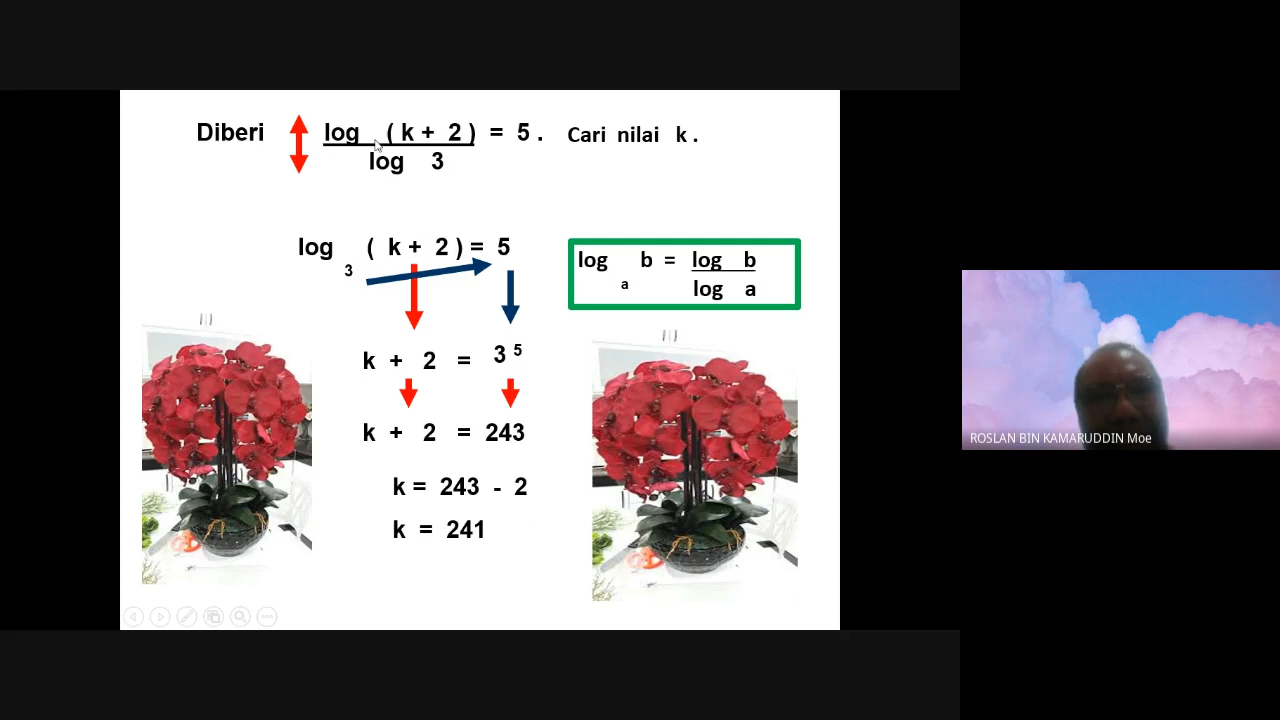 Diberi log ( k + 2 ) = 5 . Cari nilai k .
log 3
log 3 ( k + 2 ) = 5
log a b = log b
log a
k + 2 = 3 5
k + 2 = 243
k = 243 - 2
k = 241
ROSLAN BIN KAMARUDDIN Moe